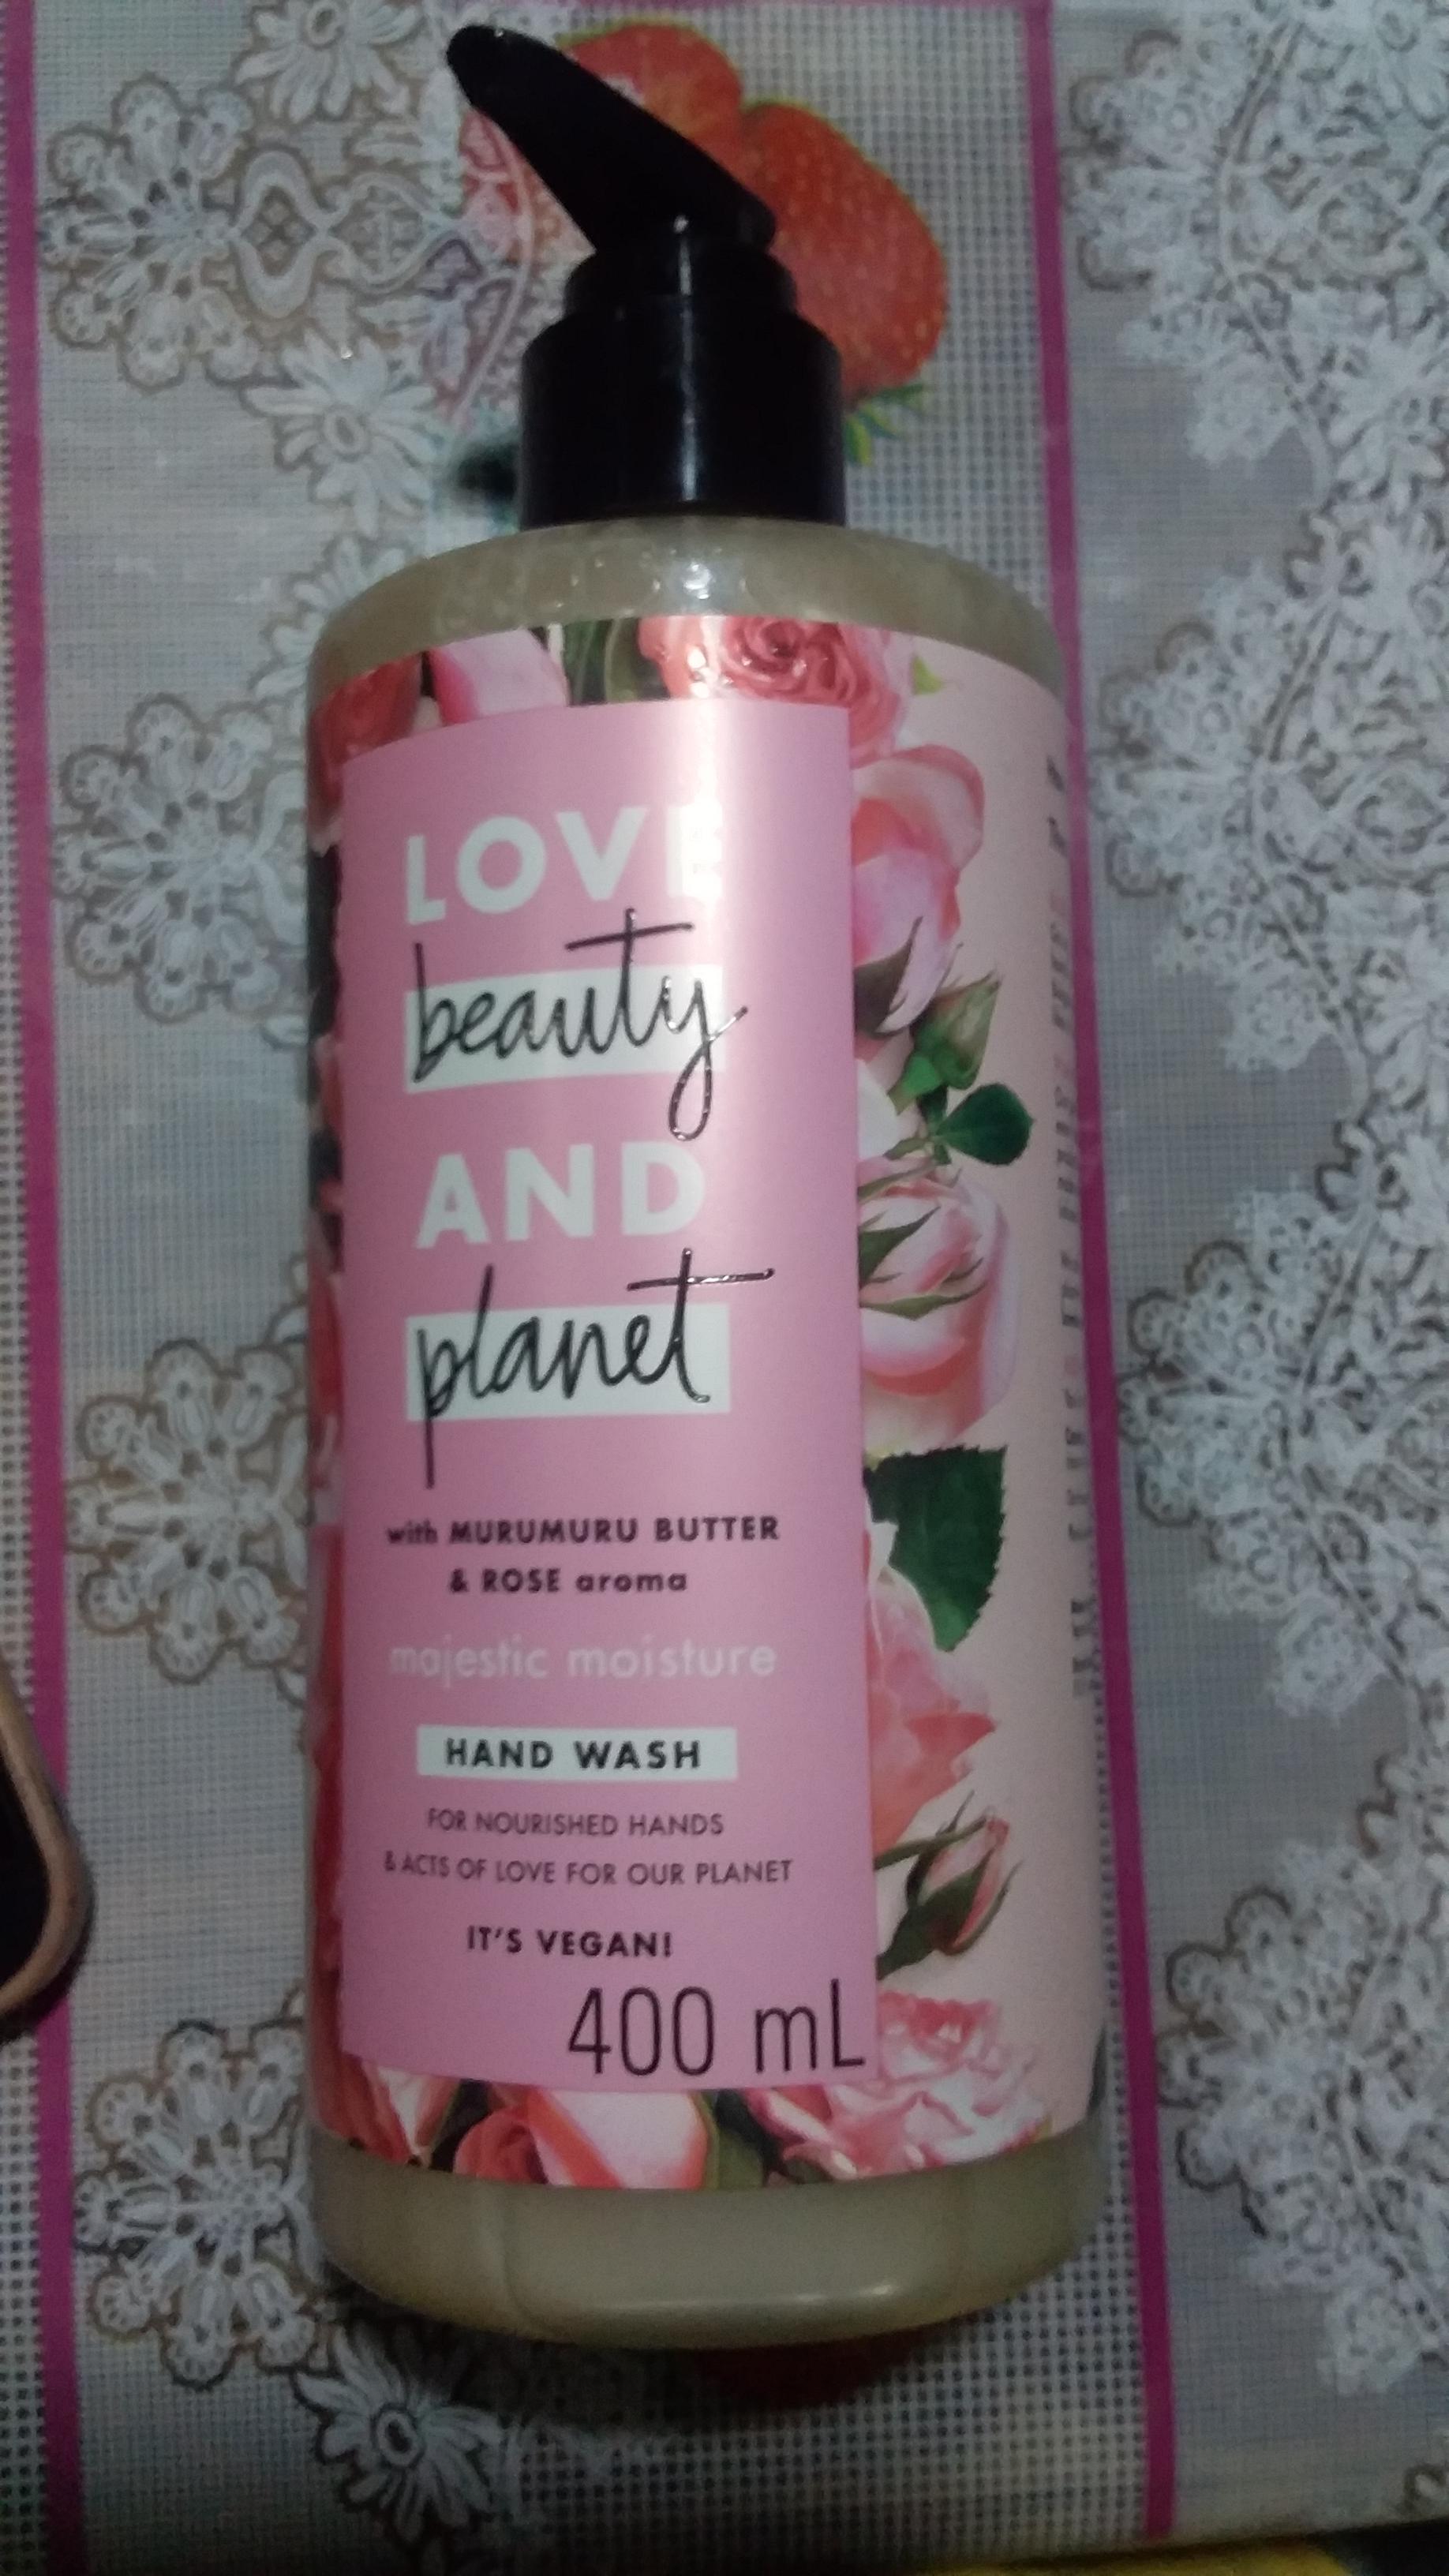 LOVE
beauty
AND
planet
with MURUMURU BUTTER
& ROSE aroma
majestic moisture
HAND WASH
FOR NOURISHED HANDS
& ACTS OF LOVE FOR OUR PLANET
IT'S VEGAN!
400 mL